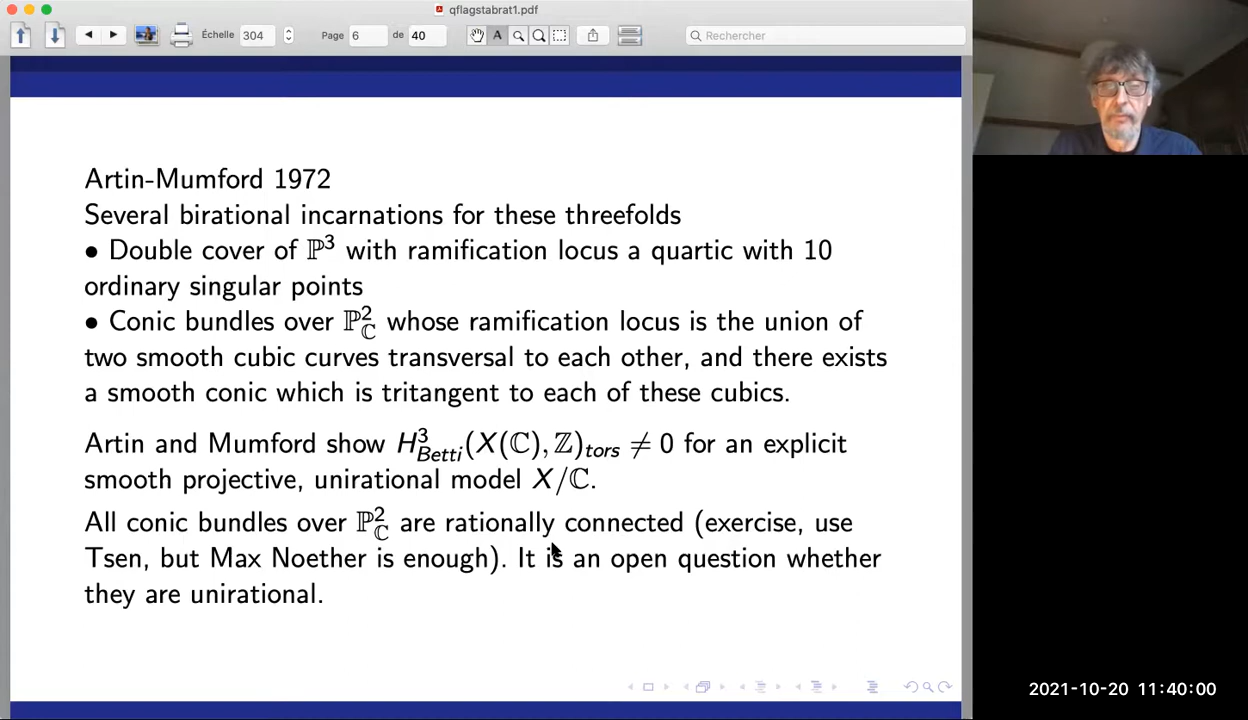 qflagstabrat1.pdf
Échelle 304 Page 6 de 40 A Rechercher
Artin-Mumford 1972
Several birational incarnations for these threefolds
• Double cover of ℙ³ with ramification locus a quartic with 10
ordinary singular points
• Conic bundles over ℙ²_ℂ whose ramification locus is the union of
two smooth cubic curves transversal to each other, and there exists
a smooth conic which is tritangent to each of these cubics.
Artin and Mumford show H³_Betti(X(ℂ), ℤ)_tors ≠ 0 for an explicit
smooth projective, unirational model X/ℂ.
All conic bundles over ℙ²_ℂ are rationally connected (exercise, use
Tsen, but Max Noether is enough). It is an open question whether
they are unirational.
2021-10-20 11:40:00